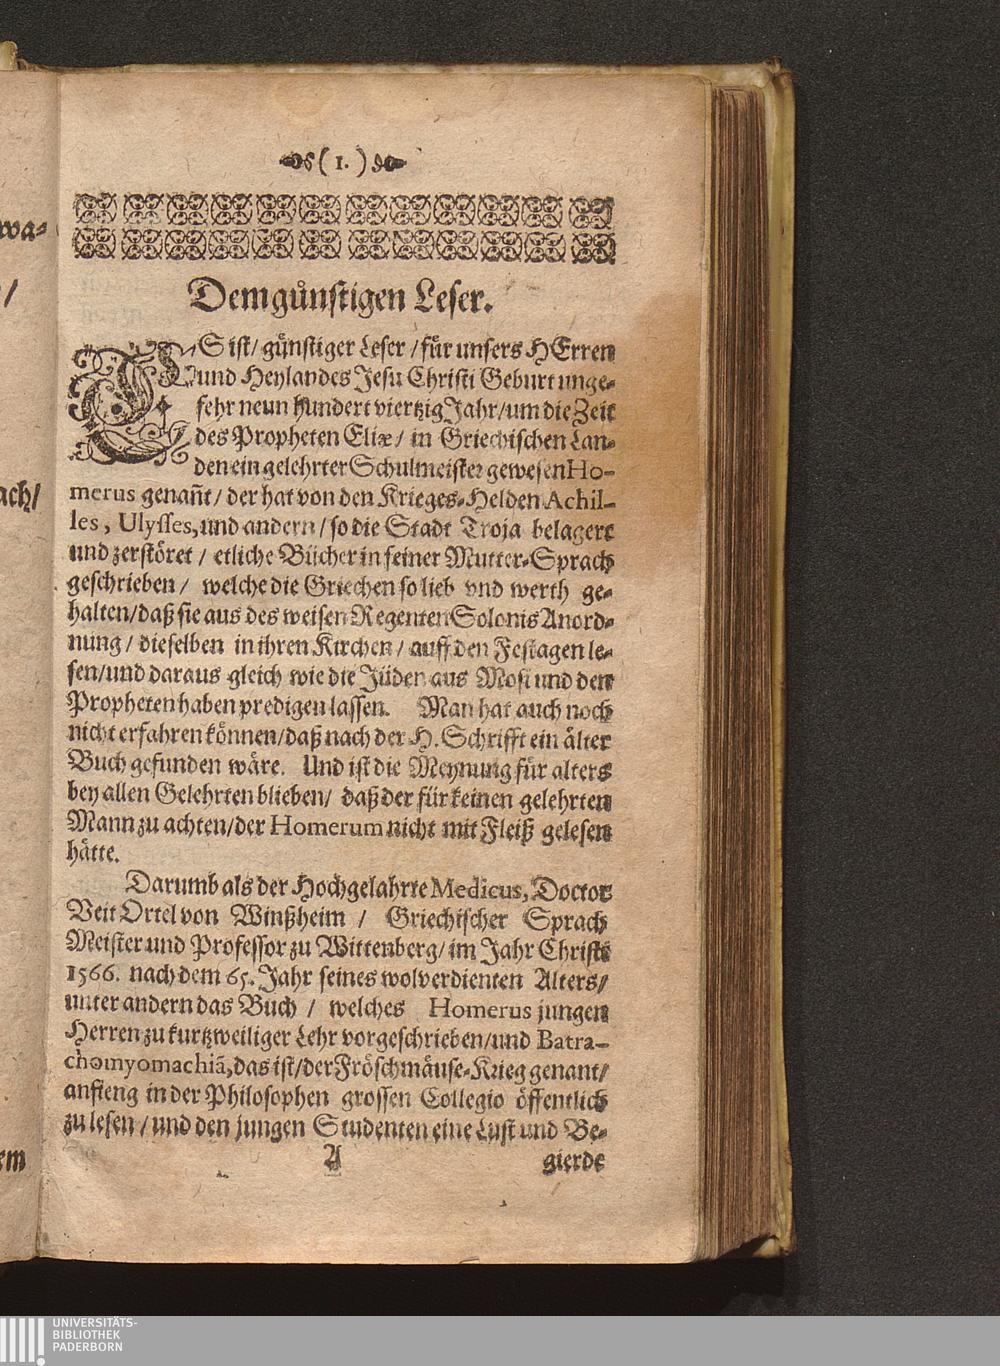 ( 1. )
wa-
/
ach/
em
Dem günstigen Leser.
ES ist/ günstiger Leser / für unsers HErren
und Heylandes Jesu Christi Geburt unge-
fehr neun hundert viertzig Jahr/um die Zeit
des Propheten Eliæ / in Griechischen Lan-
den ein gelehrter Schulmeister gewesen Ho-
merus genañt / der hat von den Krieges-Helden Achil-
les, Ulysses, und andern / so die Stadt Troja belagert
und zerstöret / etliche Bücher in seiner Mutter-Sprach
geschrieben / welche die Griechen so lieb vnd werth ge-
halten/daß sie aus des weisen Regenten Solonis Anord-
nung / dieselben in ihren Kirchen / auff den Festagen le-
sen/und daraus gleich wie die Jüden aus Mosi und den
Propheten haben predigen lassen. Man hat auch noch
nicht erfahren können/daß nach der H. Schrifft ein älter
Buch gefunden wäre. Und ist die Meynung für alters
bey allen Gelehrten blieben / daß der für keinen gelehrten
Mann zu achten/der Homerum nicht mit Fleiß gelesen
hätte.
Darumb als der Hochgelahrte Medicus, Doctor
Veit Ortel von Winßheim / Griechischer Sprach
Meister und Professor zu Wittenberg/ im Jahr Christi
1566. nach dem 65. Jahr seines wolverdienten Alters/
unter andern das Buch / welches Homerus jungen
Herren zu kurtzweiliger Lehr vorgeschrieben/und Batra-
chomyomachiã, das ist/der Fröschmäuse-Krieg genant/
anfieng in der Philosophen grossen Collegio öffentlich
zu lesen / und den jungen Studenten eine Lust und Be-
A gierde
UNIVERSITÄTS-
BIBLIOTHEK
PADERBORN